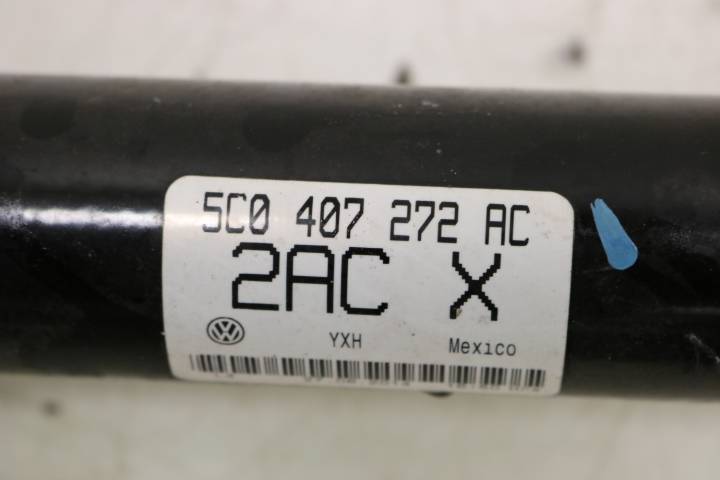 5C0 407 272 AC
2AC X
YXH Mexico